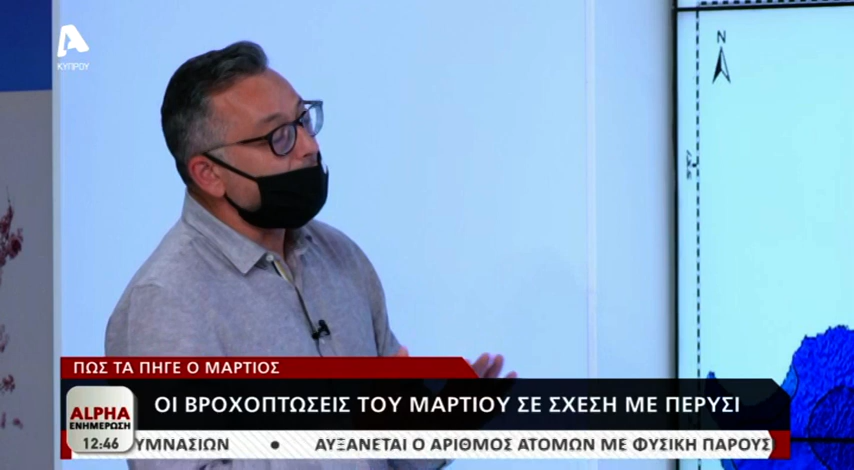 ΚΥΠΡΟΥ
N
ΠΩΣ ΤΑ ΠΗΓΕ Ο ΜΑΡΤΙΟΣ
ΟΙ ΒΡΟΧΟΠΤΩΣΕΙΣ ΤΟΥ ΜΑΡΤΙΟΥ ΣΕ ΣΧΕΣΗ ΜΕ ΠΕΡΥΣΙ
ALPHA
ΕΝΗΜΕΡΩΣΗ
12:46
ΥΜΝΑΣΙΩΝ • ΑΥΞΑΝΕΤΑΙ Ο ΑΡΙΘΜΟΣ ΑΤΟΜΩΝ ΜΕ ΦΥΣΙΚΗ ΠΑΡΟΥΣ